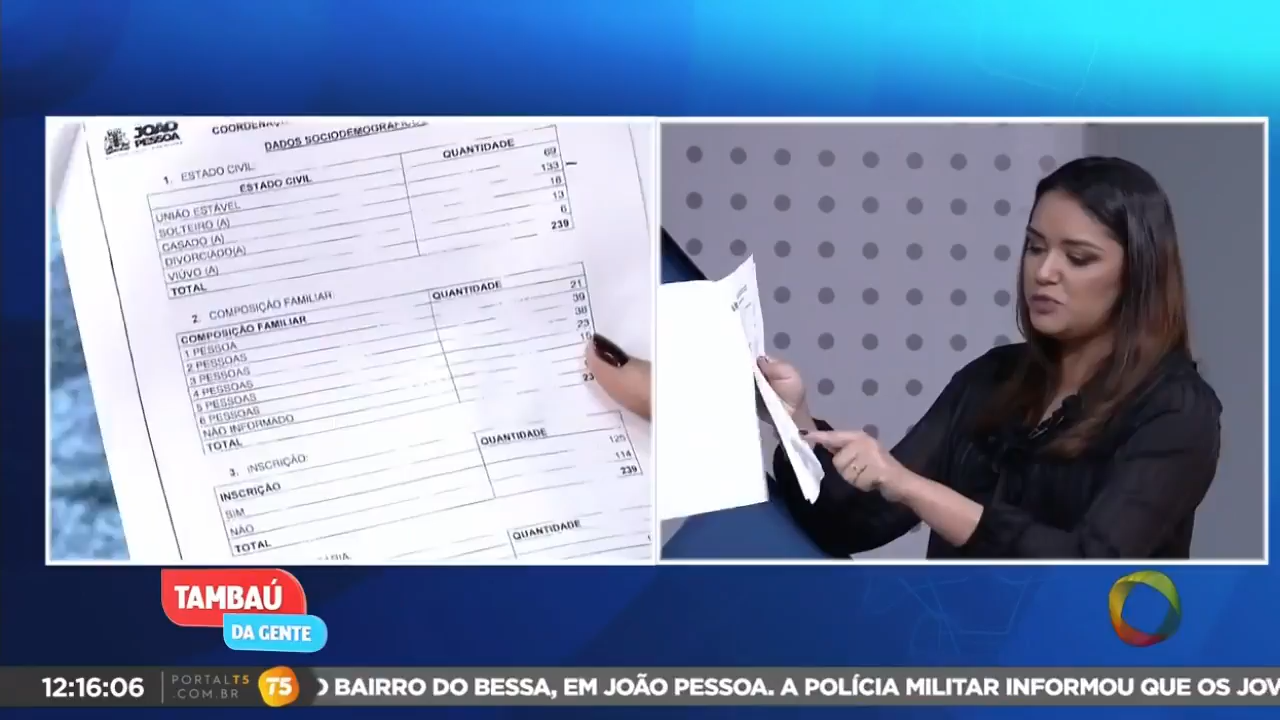 JOÃO
PESSOA
DADOS SOCIODEMOGRÁFICOS
1. ESTADO CIVIL:
ESTADO CIVIL QUANTIDADE
UNIÃO ESTÁVEL 69
SOLTEIRO (A) 133
CASADO (A) 18
DIVORCIADO(A) 13
VIÚVO (A) 6
TOTAL 239
2. COMPOSIÇÃO FAMILIAR:
COMPOSIÇÃO FAMILIAR QUANTIDADE
1 PESSOA 21
2 PESSOAS 39
3 PESSOAS 38
4 PESSOAS 23
5 PESSOAS
6 PESSOAS
NÃO INFORMADO
TOTAL
3. INSCRIÇÃO:
INSCRIÇÃO QUANTIDADE
SIM 125
NÃO 114
TOTAL 239
QUANTIDADE
TAMBAÚ
DA GENTE
12:16:06 PORTALT5
.COM.BR T5 O BAIRRO DO BESSA, EM JOÃO PESSOA. A POLÍCIA MILITAR INFORMOU QUE OS JOV